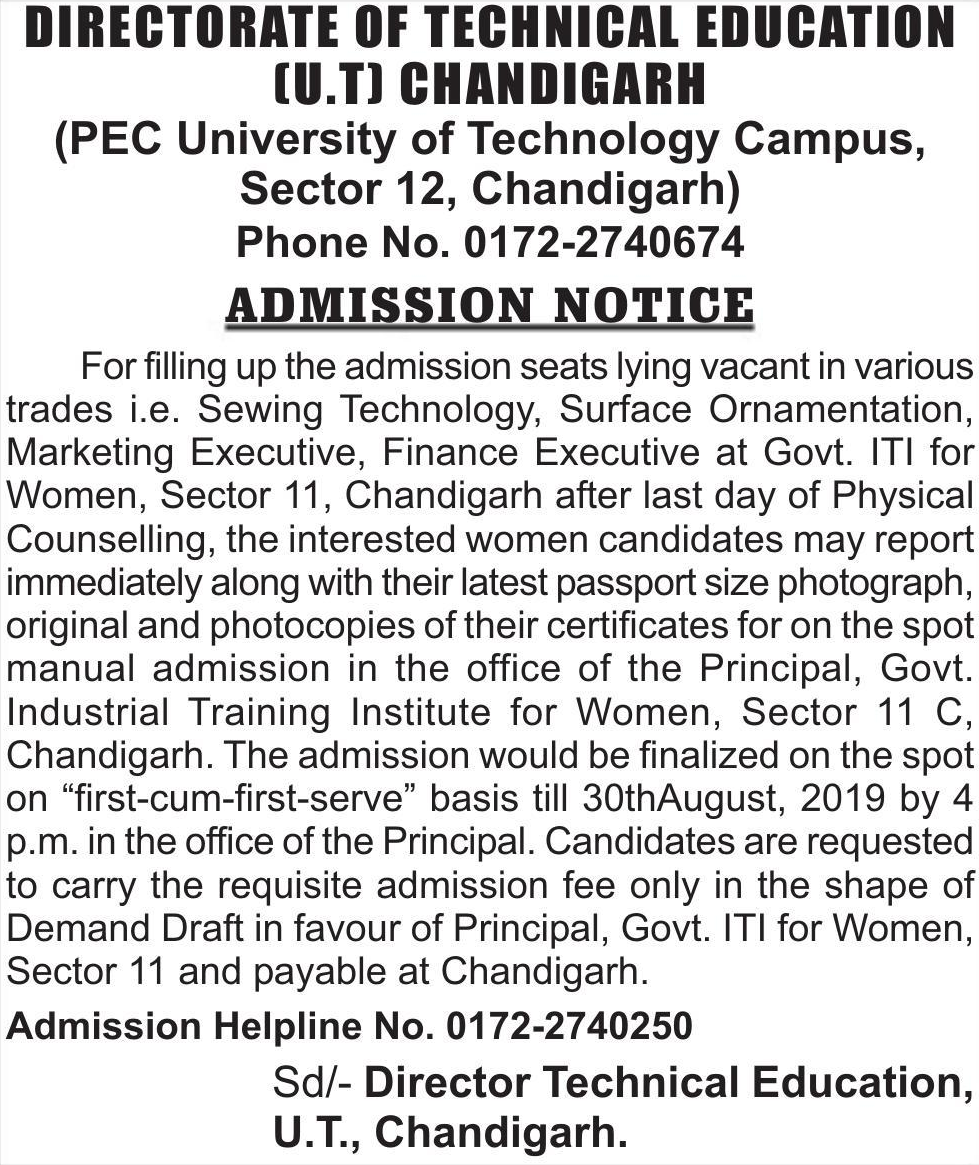 DIRECTORATE OF TECHNICAL EDUCATION
(U.T) CHANDIGARH
(PEC University of Technology Campus,
Sector 12, Chandigarh)
Phone No. 0172-2740674
ADMISSION NOTICE
For filling up the admission seats lying vacant in various
trades i.e. Sewing Technology, Surface Ornamentation,
Marketing Executive, Finance Executive at Govt. ITI for
Women, Sector 11, Chandigarh after last day of Physical
Counselling, the interested women candidates may report
immediately along with their latest passport size photograph,
original and photocopies of their certificates for on the spot
manual admission in the office of the Principal, Govt.
Industrial Training Institute for Women, Sector 11 C,
Chandigarh. The admission would be finalized on the spot
on “first-cum-first-serve” basis till 30thAugust, 2019 by 4
p.m. in the office of the Principal. Candidates are requested
to carry the requisite admission fee only in the shape of
Demand Draft in favour of Principal, Govt. ITI for Women,
Sector 11 and payable at Chandigarh.
Admission Helpline No. 0172-2740250
Sd/- Director Technical Education,
U.T., Chandigarh.